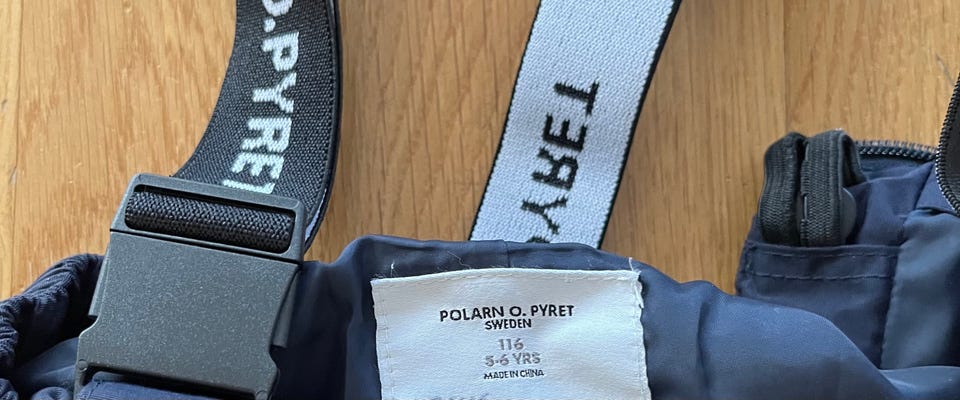 O.PYRET
PYRET
POLARN O. PYRET
SWEDEN
116
5-6 YRS
MADE IN CHINA